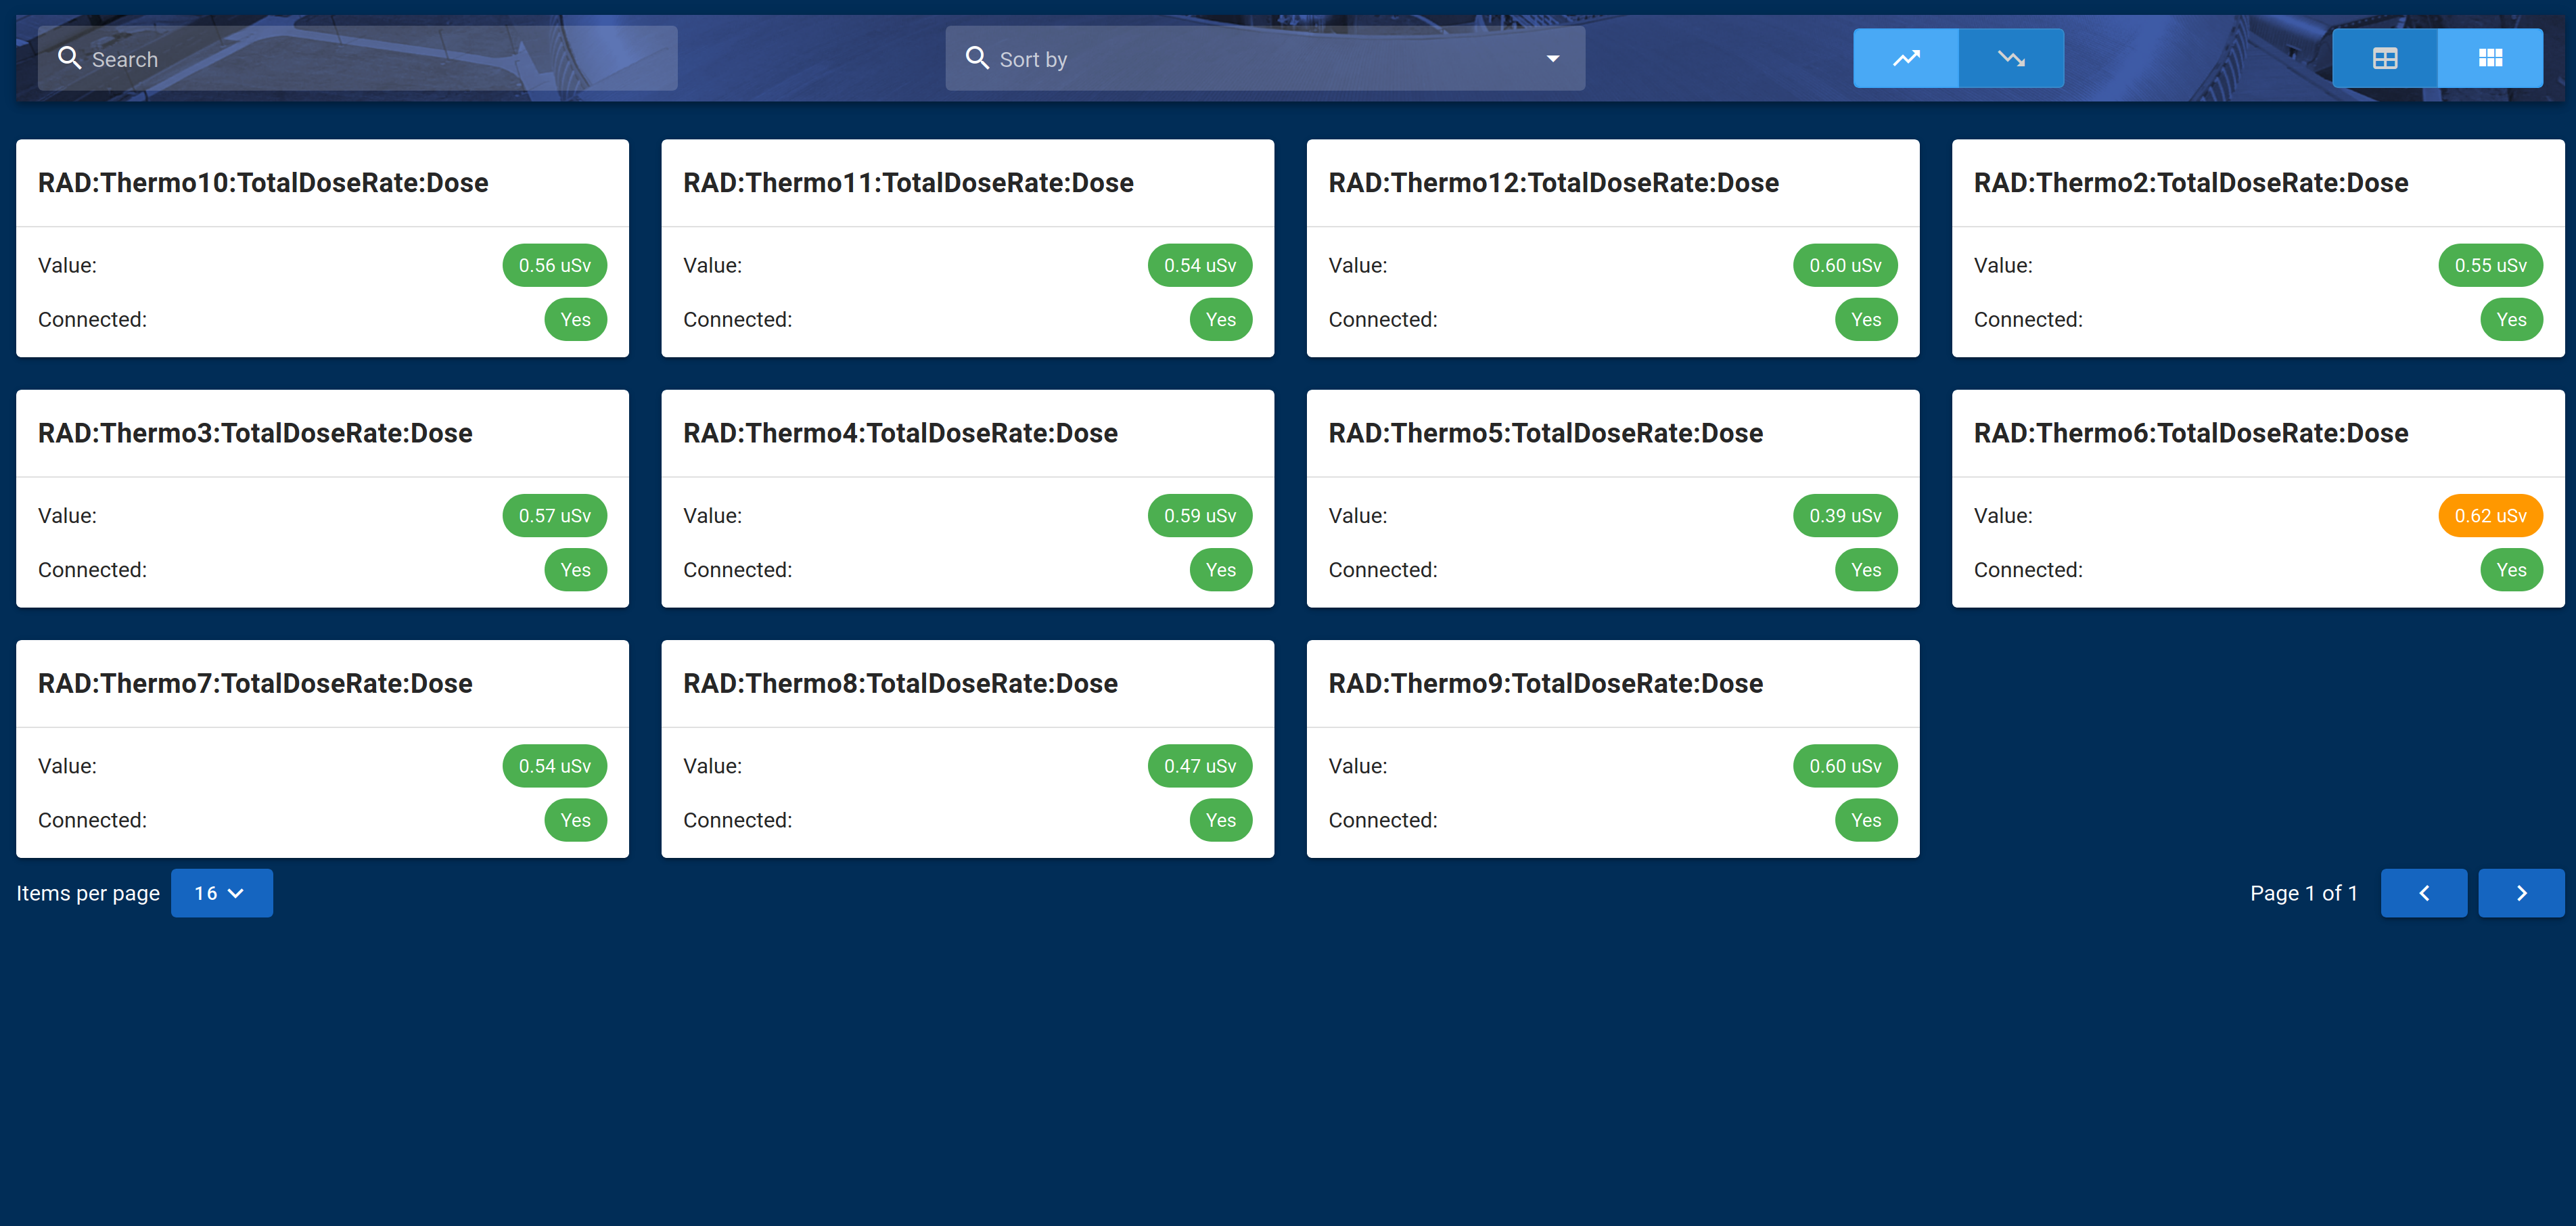 Search
Sort by
RAD:Thermo10:TotalDoseRate:Dose
Value: 0.56 uSv
Connected: Yes
RAD:Thermo11:TotalDoseRate:Dose
Value: 0.54 uSv
Connected: Yes
RAD:Thermo12:TotalDoseRate:Dose
Value: 0.60 uSv
Connected: Yes
RAD:Thermo2:TotalDoseRate:Dose
Value: 0.55 uSv
Connected: Yes
RAD:Thermo3:TotalDoseRate:Dose
Value: 0.57 uSv
Connected: Yes
RAD:Thermo4:TotalDoseRate:Dose
Value: 0.59 uSv
Connected: Yes
RAD:Thermo5:TotalDoseRate:Dose
Value: 0.39 uSv
Connected: Yes
RAD:Thermo6:TotalDoseRate:Dose
Value: 0.62 uSv
Connected: Yes
RAD:Thermo7:TotalDoseRate:Dose
Value: 0.54 uSv
Connected: Yes
RAD:Thermo8:TotalDoseRate:Dose
Value: 0.47 uSv
Connected: Yes
RAD:Thermo9:TotalDoseRate:Dose
Value: 0.60 uSv
Connected: Yes
Items per page 16
Page 1 of 1